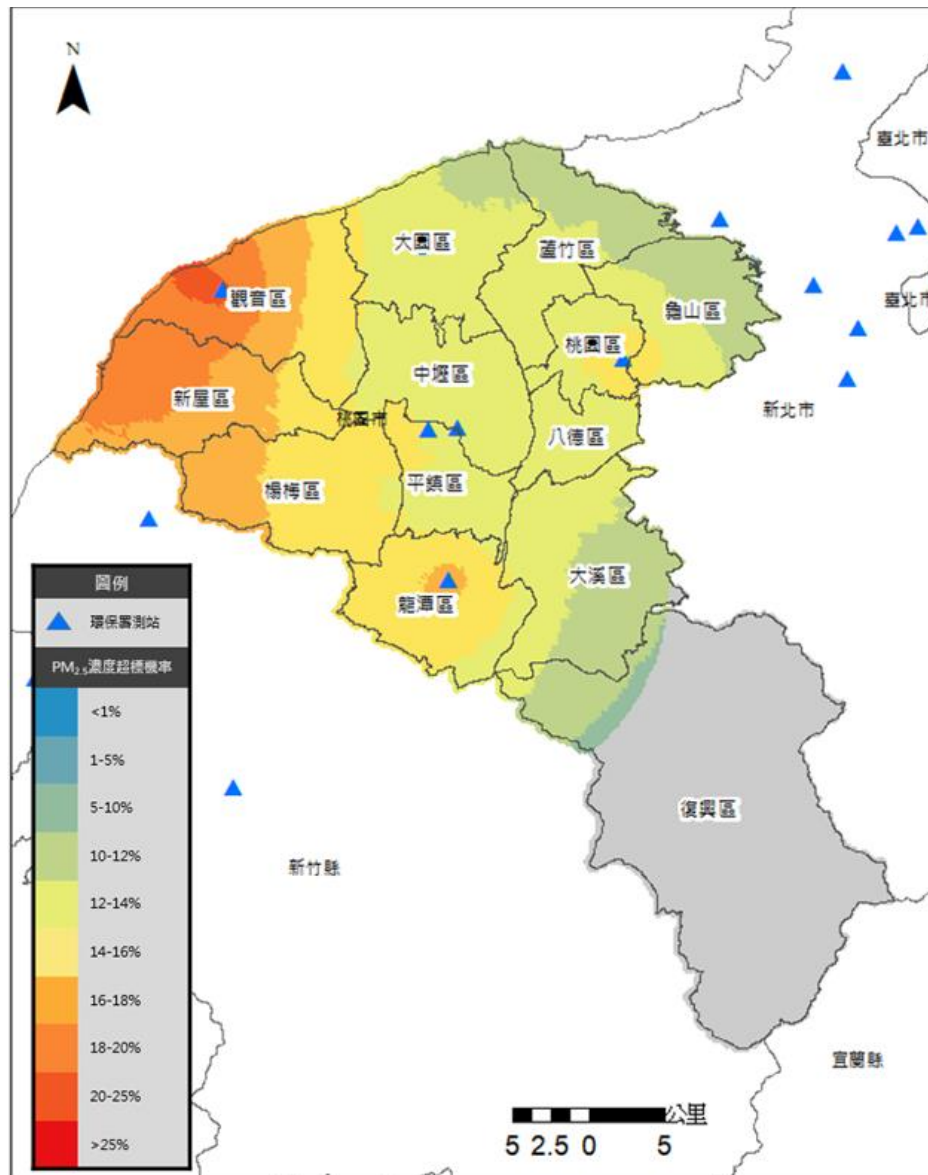 N
臺北市
大園區
蘆竹區
觀音區
龜山區
臺北市
桃園區
中壢區
新屋區
新北市
桃園市
八德區
楊梅區
平鎮區
大溪區
龍潭區
圖例
環保署測站
PM2.5濃度超標機率
<1%
1-5%
5-10%
10-12%
12-14%
14-16%
16-18%
18-20%
20-25%
>25%
復興區
新竹縣
宜蘭縣
公里
5 2.5 0 5